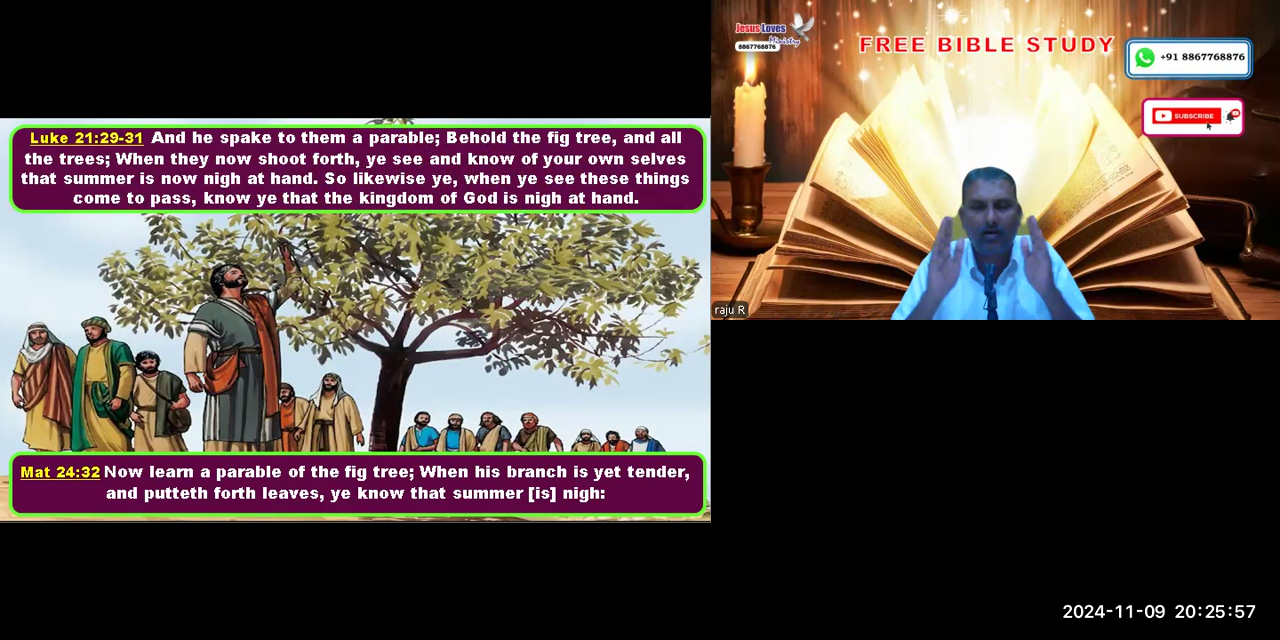 Luke 21:29-31 And he spake to them a parable; Behold the fig tree, and all
the trees; When they now shoot forth, ye see and know of your own selves
that summer is now nigh at hand. So likewise ye, when ye see these things
come to pass, know ye that the kingdom of God is nigh at hand.
Mat 24:32 Now learn a parable of the fig tree; When his branch is yet tender,
and putteth forth leaves, ye know that summer [is] nigh:
Jesus Loves
Ministry
8867768876
FREE BIBLE STUDY
+91 8867768876
SUBSCRIBE
raju R
2024-11-09 20:25:57